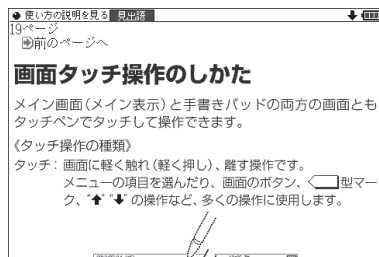 ● 使い方の説明を見る 見出語
19ページ
前のページへ
画面タッチ操作のしかた
メイン画面(メイン表示)と手書きパッドの両方の画面とも
タッチペンでタッチして操作できます。
《タッチ操作の種類》
タッチ：画面に軽く触れ(軽く押し)、離す操作です。
メニューの項目を選んだり、画面のボタン、型マー
ク、"⬆" "⬇" の操作など、多くの操作に使用します。